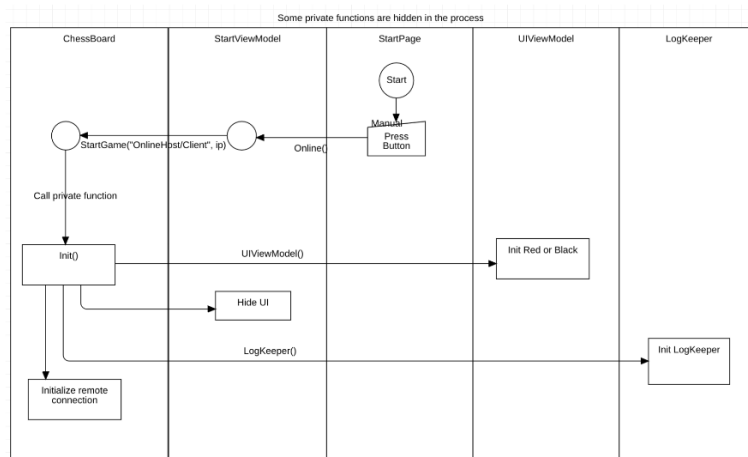 Some private functions are hidden in the process
ChessBoard
StartViewModel
StartPage
UIViewModel
LogKeeper
Start
Manual
Press
Button
Online()
StartGame("OnlineHost/Client", ip)
Call private function
Init()
UIViewModel()
Init Red or Black
Hide UI
LogKeeper()
Init LogKeeper
Initialize remote
connection